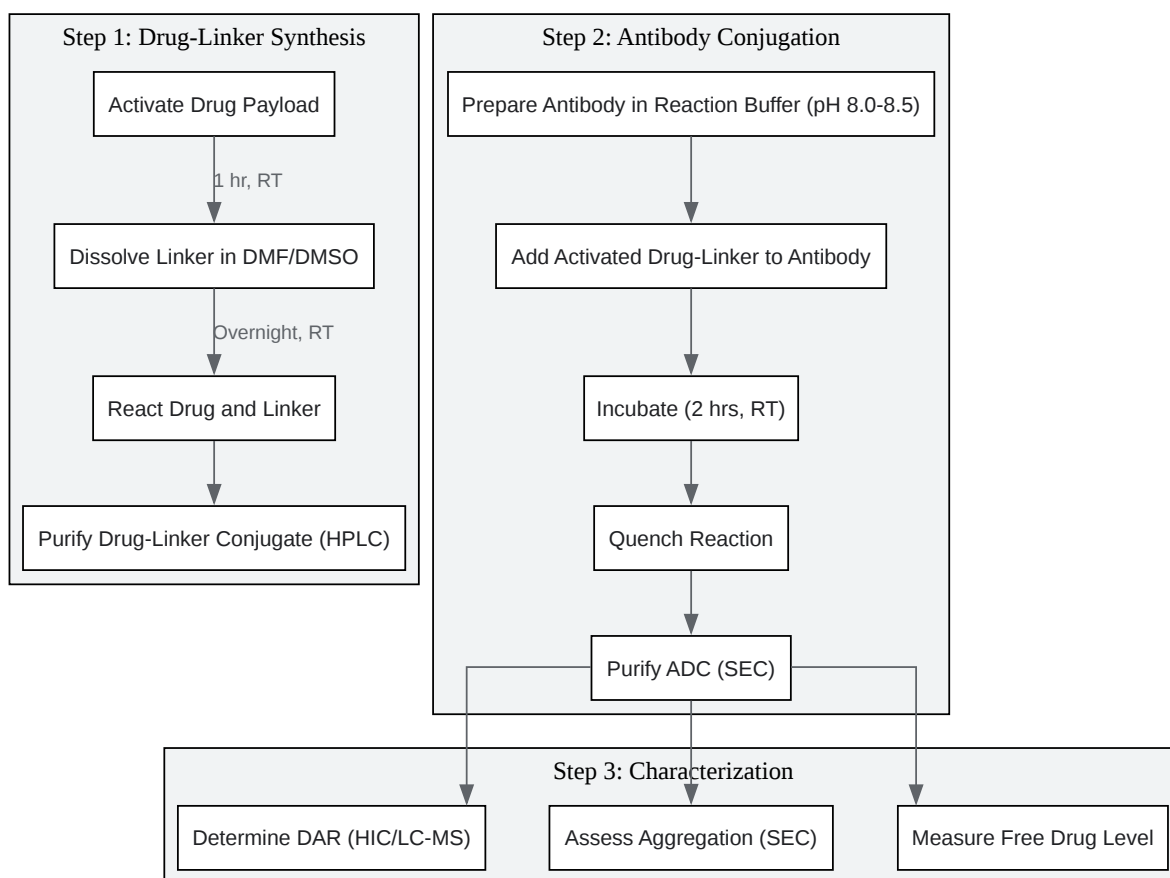 Step 1: Drug-Linker Synthesis
Activate Drug Payload
1 hr, RT
Dissolve Linker in DMF/DMSO
Overnight, RT
React Drug and Linker
Purify Drug-Linker Conjugate (HPLC)
Step 2: Antibody Conjugation
Prepare Antibody in Reaction Buffer (pH 8.0-8.5)
Add Activated Drug-Linker to Antibody
Incubate (2 hrs, RT)
Quench Reaction
Purify ADC (SEC)
Step 3: Characterization
Determine DAR (HIC/LC-MS)
Assess Aggregation (SEC)
Measure Free Drug Level